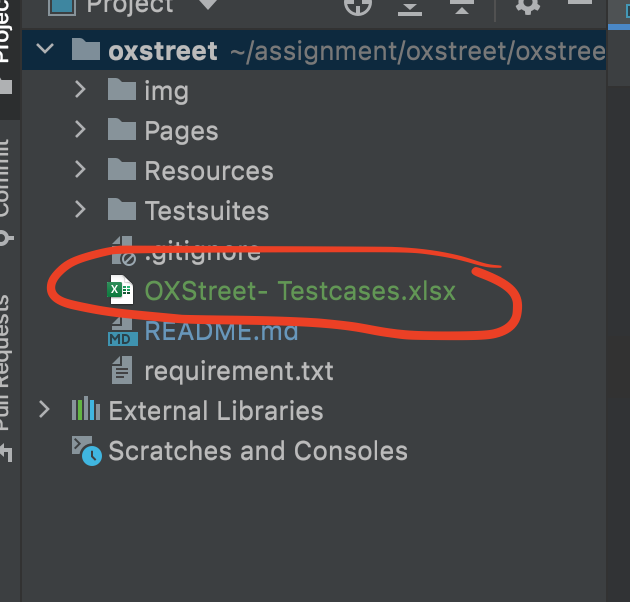 Project
Project
oxstreet ~/assignment/oxstreet/oxstree
img
Commit
Pages
Resources
Testsuites
.gitignore
OXStreet- Testcases.xlsx
Pull Requests
MD README.md
requirement.txt
External Libraries
Scratches and Consoles